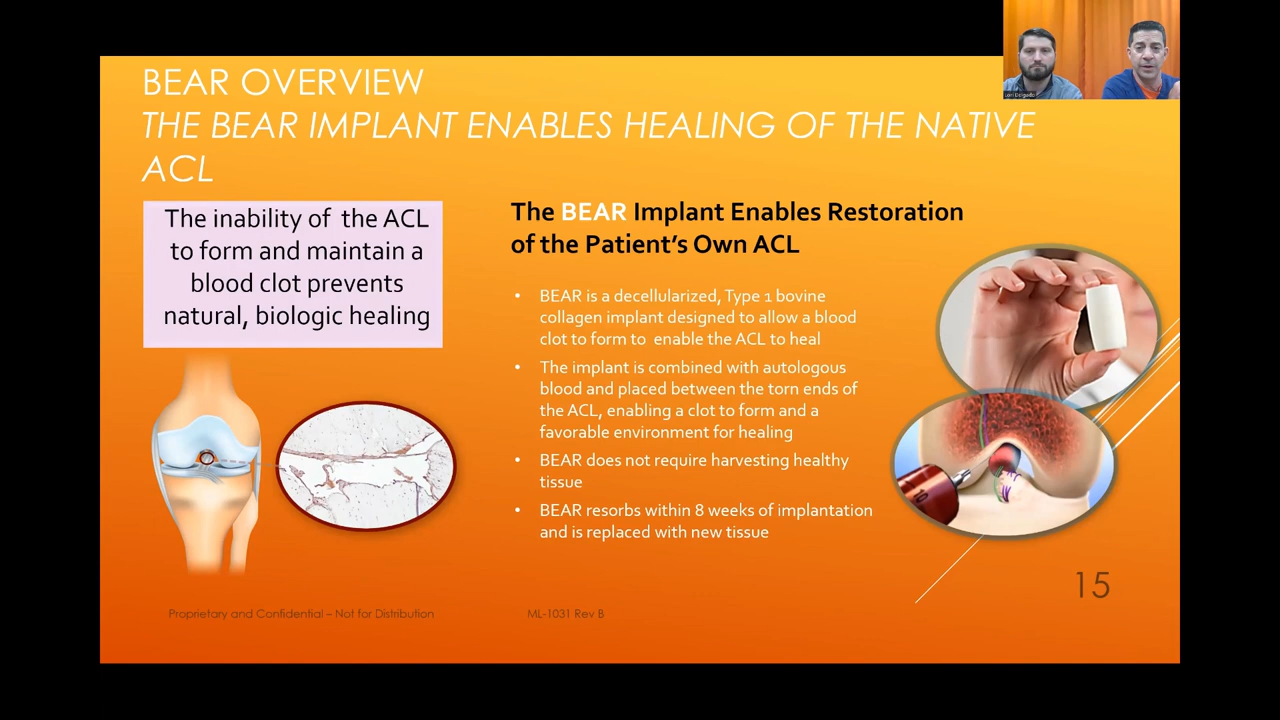 BEAR OVERVIEW
THE BEAR IMPLANT ENABLES HEALING OF THE NATIVE
ACL
The inability of the ACL
to form and maintain a
blood clot prevents
natural, biologic healing
The BEAR Implant Enables Restoration
of the Patient’s Own ACL
• BEAR is a decellularized, Type 1 bovine
collagen implant designed to allow a blood
clot to form to enable the ACL to heal
• The implant is combined with autologous
blood and placed between the torn ends of
the ACL, enabling a clot to form and a
favorable environment for healing
• BEAR does not require harvesting healthy
tissue
• BEAR resorbs within 8 weeks of implantation
and is replaced with new tissue
10
15
Proprietary and Confidential – Not for Distribution
ML-1031 Rev B
Lori Delgado